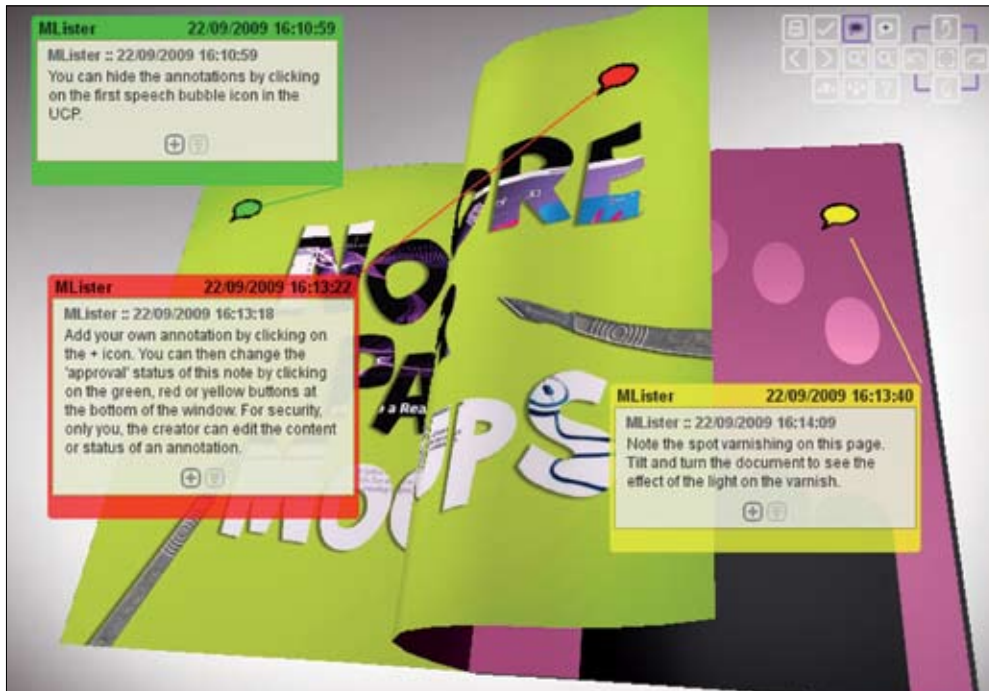 MLister 22/09/2009 16:10:59
MLister :: 22/09/2009 16:10:59
You can hide the annotations by clicking
on the first speech bubble icon in the
UCP.
MLister 22/09/2009 16:13:22
MLister :: 22/09/2009 16:13:18
Add your own annotation by clicking on
the + icon. You can then change the
'approval' status of this note by clicking
on the green, red or yellow buttons at
the bottom of the window. For security,
only you, the creator can edit the content
or status of an annotation.
MLister 22/09/2009 16:13:40
MLister :: 22/09/2009 16:14:09
Note the spot varnishing on this page.
Tilt and turn the document to see the
effect of the light on the varnish.
NO
RE
PA
a Rea
MO
PS